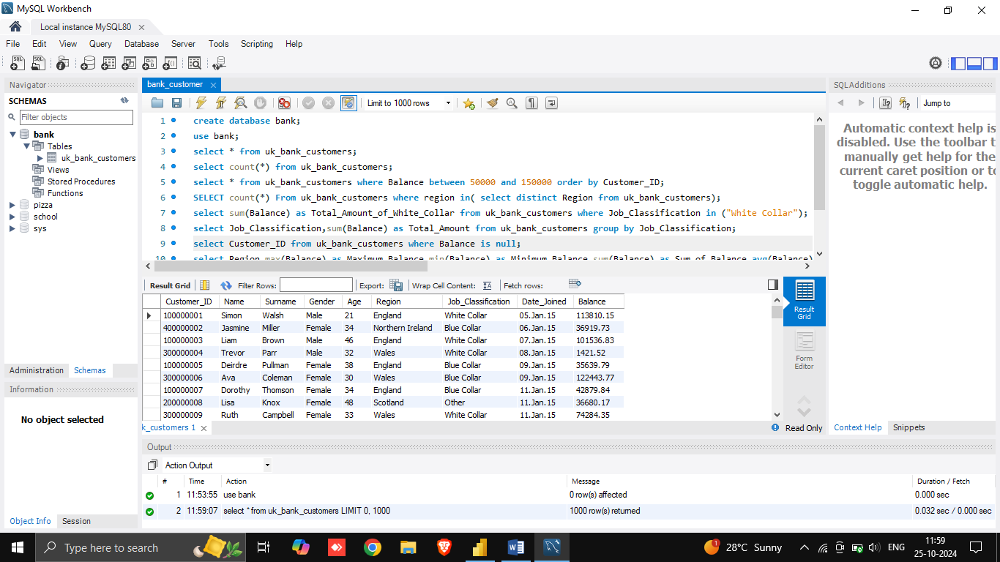 MySQL Workbench
Local instance MySQL80
File Edit View Query Database Server Tools Scripting Help
Navigator
SCHEMAS
Filter objects
bank
Tables
uk_bank_customers
Views
Stored Procedures
Functions
pizza
school
sys
Administration Schemas
Information
No object selected
Object Info Session
bank_customer
Limit to 1000 rows
1 create database bank;
2 use bank;
3 select * from uk_bank_customers;
4 select count(*) from uk_bank_customers;
5 select * from uk_bank_customers where Balance between 50000 and 150000 order by Customer_ID;
6 SELECT count(*) From uk_bank_customers where region in( select distinct Region from uk_bank_customers);
7 select sum(Balance) as Total_Amount_of_White_Collar from uk_bank_customers where Job_Classification in ("White Collar");
8 select Job_Classification,sum(Balance) as Total_Amount from uk_bank_customers group by Job_Classification;
9 select Customer_ID from uk_bank_customers where Balance is null;
10 select Region,max(Balance) as Maximum_Balance,min(Balance) as Minimum_Balance,sum(Balance) as Sum_of_Balance,avg(Balance)
Result Grid Filter Rows: Export: Wrap Cell Content: Fetch rows:
Customer_ID Name Surname Gender Age Region Job_Classification Date_Joined Balance
100000001 Simon Walsh Male 21 England White Collar 05.Jan.15 113810.15
400000002 Jasmine Miller Female 34 Northern Ireland Blue Collar 06.Jan.15 36919.73
100000003 Liam Brown Male 46 England White Collar 07.Jan.15 101536.83
300000004 Trevor Parr Male 32 Wales White Collar 08.Jan.15 1421.52
100000005 Deirdre Pullman Female 38 England Blue Collar 09.Jan.15 35639.79
300000006 Ava Coleman Female 30 Wales Blue Collar 09.Jan.15 122443.77
100000007 Dorothy Thomson Female 34 England Blue Collar 11.Jan.15 42879.84
200000008 Lisa Knox Female 48 Scotland Other 11.Jan.15 36680.17
300000009 Ruth Campbell Female 33 Wales White Collar 11.Jan.15 74284.35
k_customers 1
Result
Grid
Form
Editor
Read Only
SQLAdditions
Jump to
Automatic context help is
disabled. Use the toolbar t
manually get help for the
current caret position or to
toggle automatic help.
Context Help Snippets
Output
Action Output
# Time Action Message Duration / Fetch
1 11:53:55 use bank 0 row(s) affected 0.000 sec
2 11:59:07 select * from uk_bank_customers LIMIT 0, 1000 1000 row(s) returned 0.032 sec / 0.000 sec
Type here to search
28°C Sunny
ENG
11:59
25-10-2024